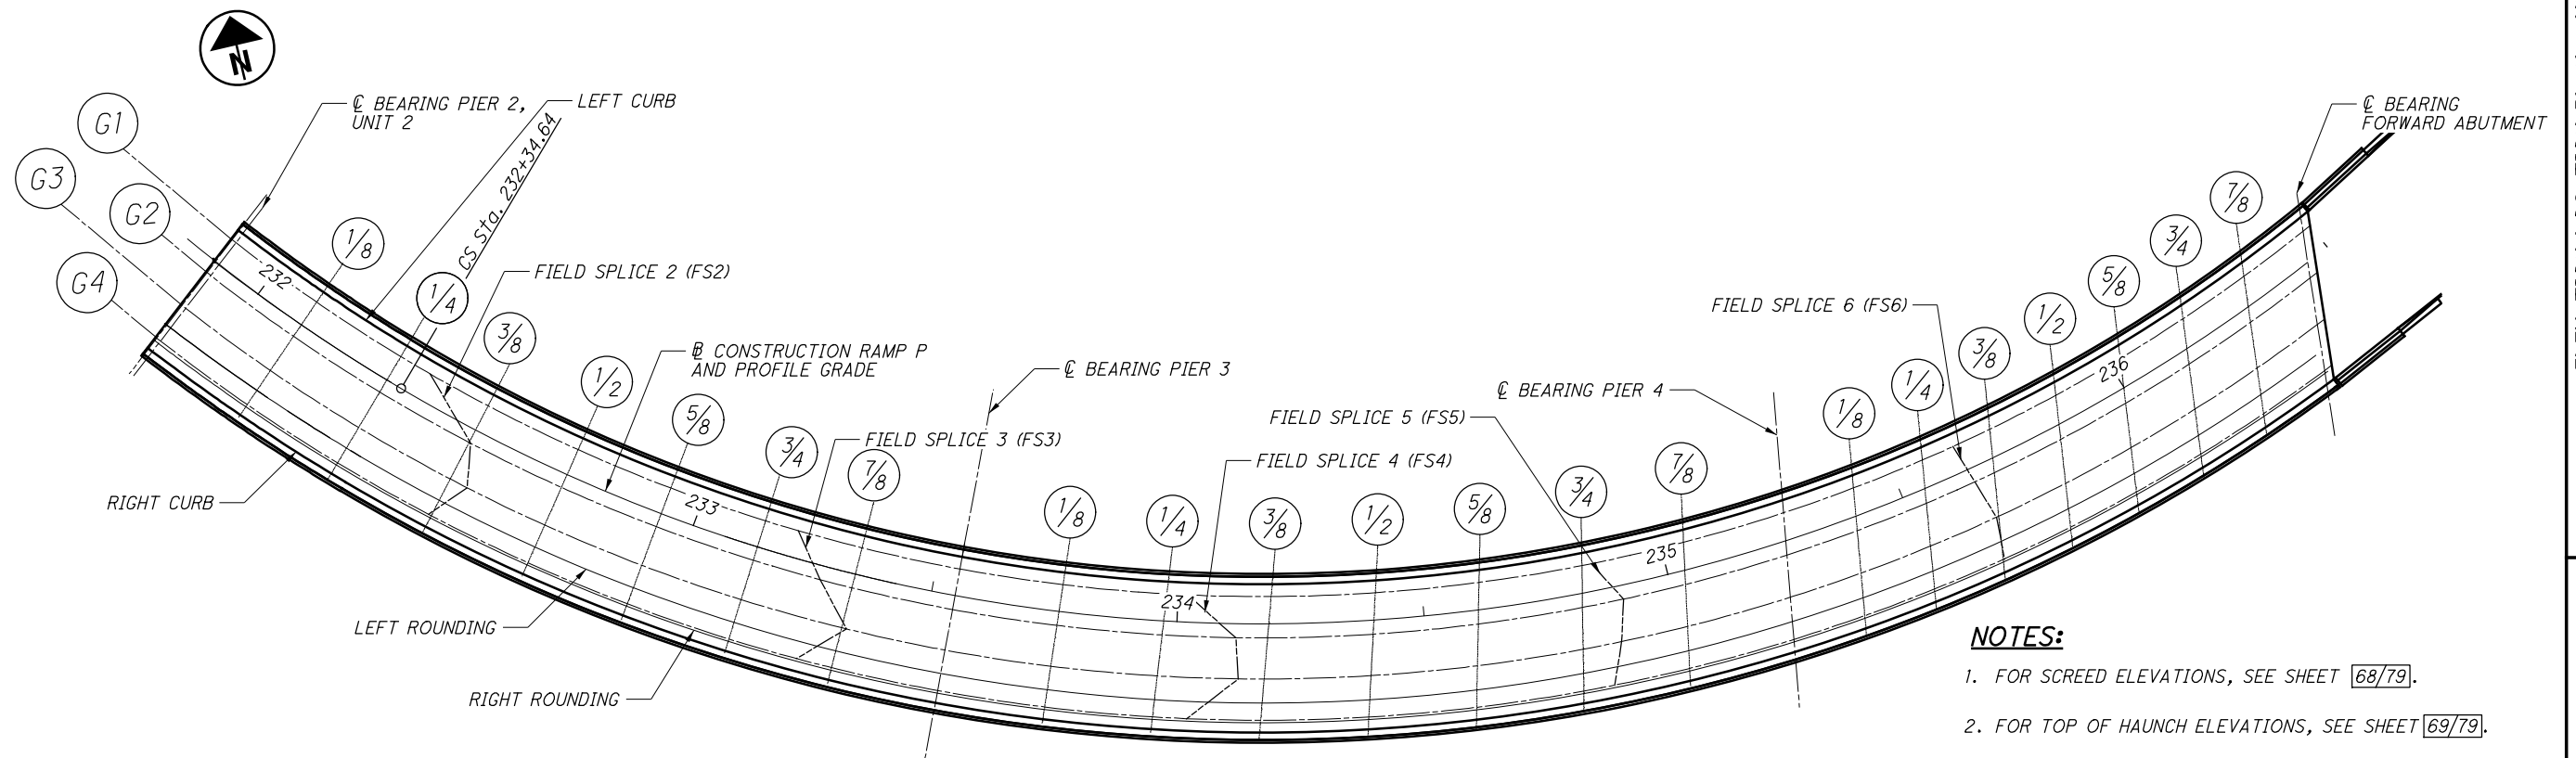 N
G1
G3
G2
G4
℄ BEARING PIER 2,
UNIT 2
LEFT CURB
CS Sta. 232+34.64
232
1/8
1/4
3/8
1/2
5/8
3/4
7/8
FIELD SPLICE 2 (FS2)
℄ CONSTRUCTION RAMP P
AND PROFILE GRADE
RIGHT CURB
233
FIELD SPLICE 3 (FS3)
℄ BEARING PIER 3
LEFT ROUNDING
RIGHT ROUNDING
1/8
1/4
3/8
1/2
5/8
3/4
7/8
234
FIELD SPLICE 4 (FS4)
FIELD SPLICE 5 (FS5)
235
℄ BEARING PIER 4
FIELD SPLICE 6 (FS6)
1/8
1/4
3/8
1/2
5/8
3/4
7/8
236
℄ BEARING
FORWARD ABUTMENT
NOTES:
1. FOR SCREED ELEVATIONS, SEE SHEET 68/79.
2. FOR TOP OF HAUNCH ELEVATIONS, SEE SHEET 69/79.